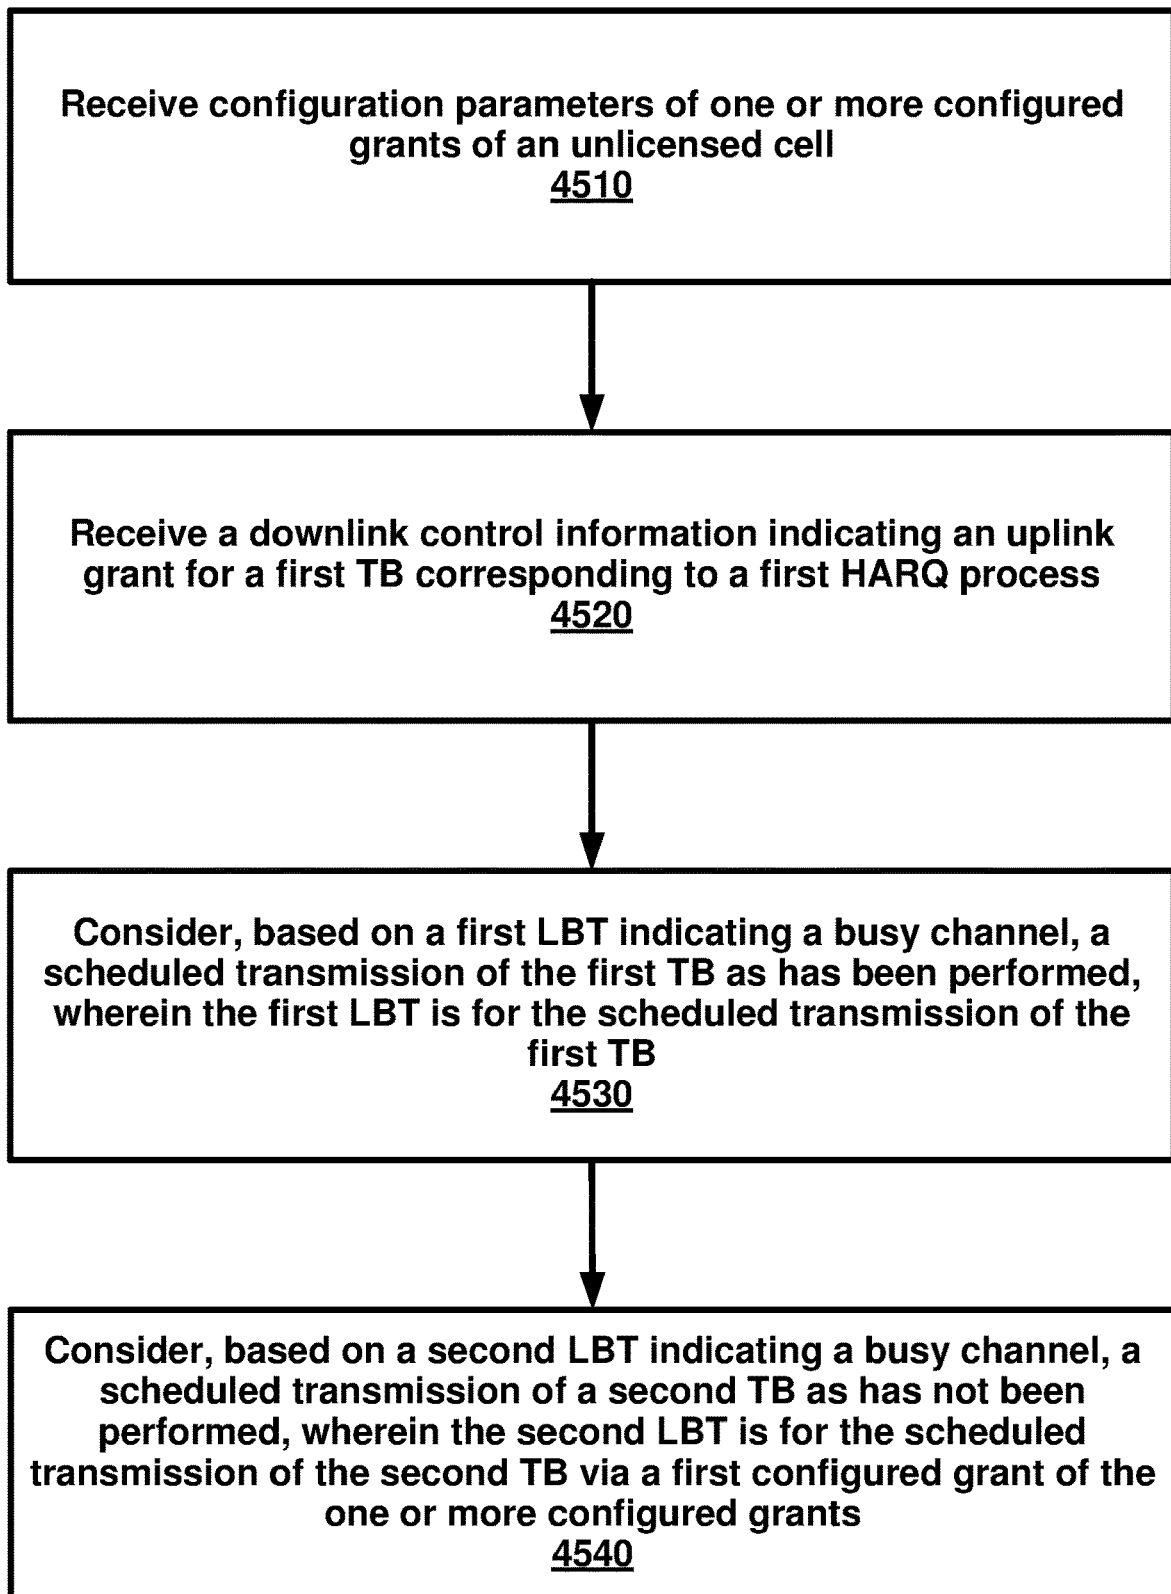 Receive configuration parameters of one or more configured
grants of an unlicensed cell
4510
Receive a downlink control information indicating an uplink
grant for a first TB corresponding to a first HARQ process
4520
Consider, based on a first LBT indicating a busy channel, a
scheduled transmission of the first TB as has been performed,
wherein the first LBT is for the scheduled transmission of the
first TB
4530
Consider, based on a second LBT indicating a busy channel, a
scheduled transmission of a second TB as has not been
performed, wherein the second LBT is for the scheduled
transmission of the second TB via a first configured grant of the
one or more configured grants
4540